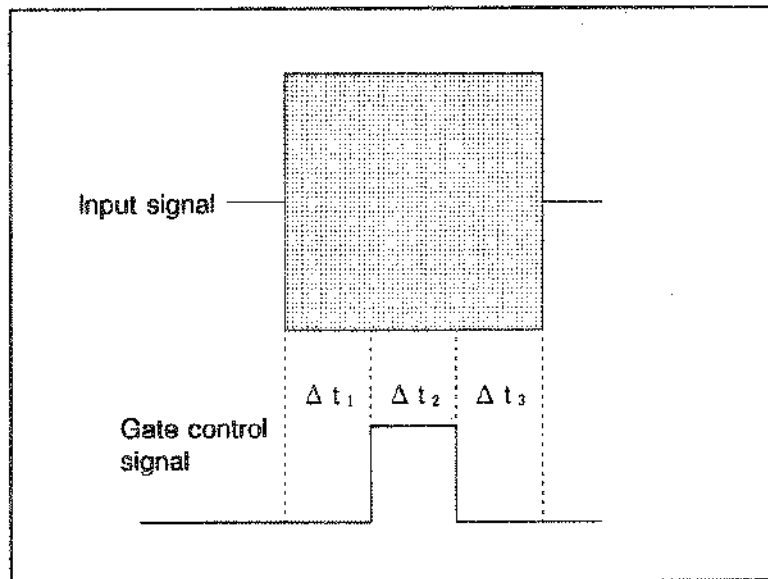 Input signal
Δ t₁ Δ t₂ Δ t₃
Gate control
signal